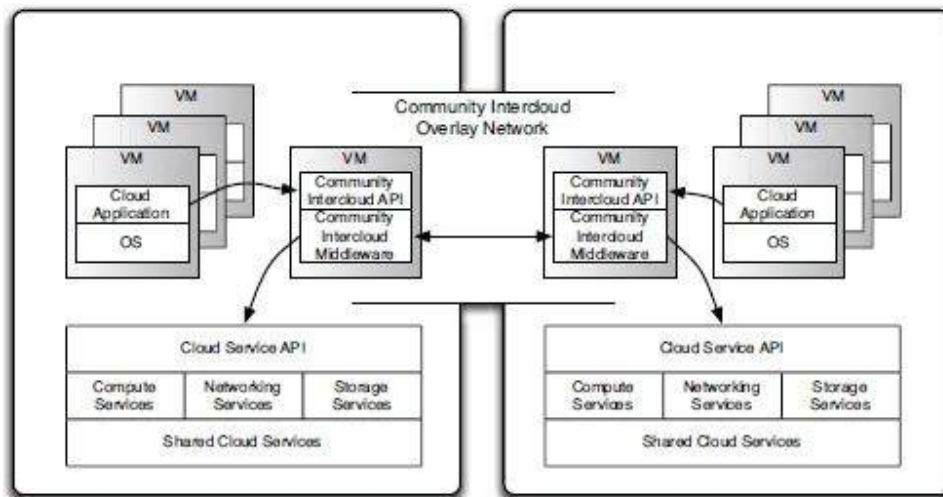 VM
VM
VM
Cloud
Application
OS
VM
Community
Intercloud API
Community
Intercloud
Middleware
Community Intercloud
Overlay Network
VM
Community
Intercloud API
Community
Intercloud
Middleware
VM
VM
VM
Cloud
Application
OS
Cloud Service API
Compute
Services
Networking
Services
Storage
Services
Shared Cloud Services
Cloud Service API
Compute
Services
Networking
Services
Storage
Services
Shared Cloud Services